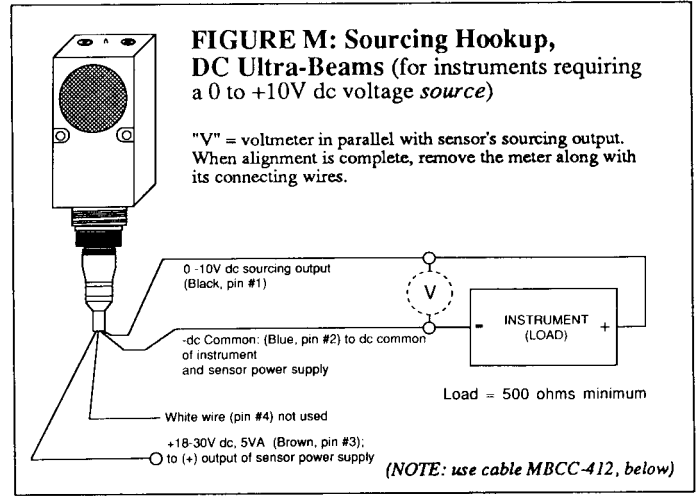 FIGURE M: Sourcing Hookup,
DC Ultra-Beams (for instruments requiring
a 0 to +10V dc voltage source)
"V" = voltmeter in parallel with sensor's sourcing output.
When alignment is complete, remove the meter along with
its connecting wires.
0 -10V dc sourcing output
(Black, pin #1)
V
- INSTRUMENT +
(LOAD)
-dc Common: (Blue, pin #2) to dc common
of instrument
and sensor power supply
Load = 500 ohms minimum
White wire (pin #4) not used
+18-30V dc, 5VA (Brown, pin #3);
to (+) output of sensor power supply
(NOTE: use cable MBCC-412, below)